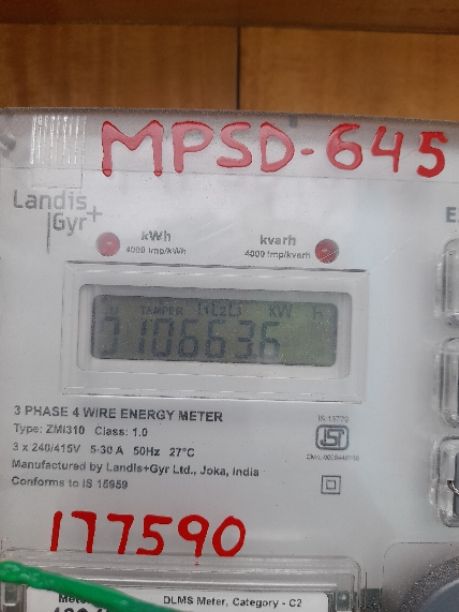 MPSD-645
Landis
Gyr+
E
kWh
4000 Imp/kWh
kvarh
4000 Imp/kvarh
TAMPER L1L2L3 KW
0106636
3 PHASE 4 WIRE ENERGY METER
Type: ZMI310 Class: 1.0
3 x 240/415V 5-30 A 50Hz 27°C
Manufactured by Landis+Gyr Ltd., Joka, India
Conforms to IS 15959
177590
DLMS Meter, Category - C2